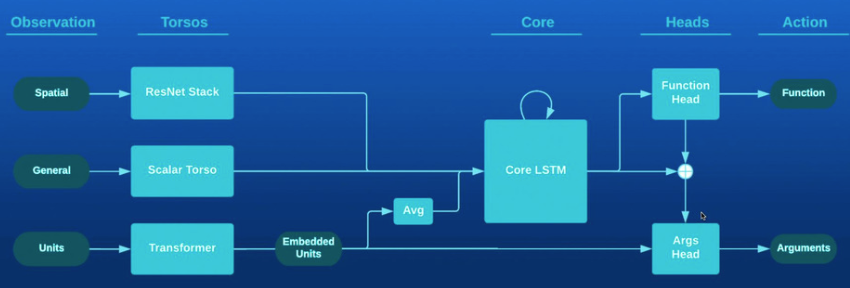 Observation
Torsos
Core
Heads
Action
Spatial
ResNet Stack
Function
Head
Function
General
Scalar Torso
Core LSTM
Avg
Units
Transformer
Embedded
Units
Args
Head
Arguments